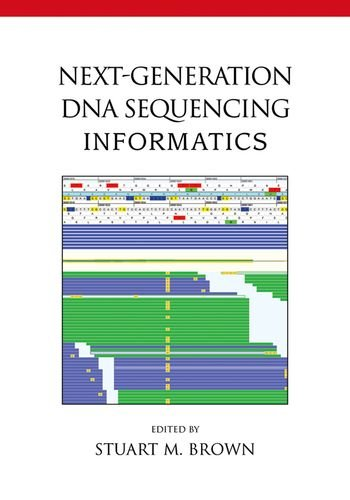 NEXT-GENERATION
DNA SEQUENCING
INFORMATICS
EDITED BY
STUART M. BROWN